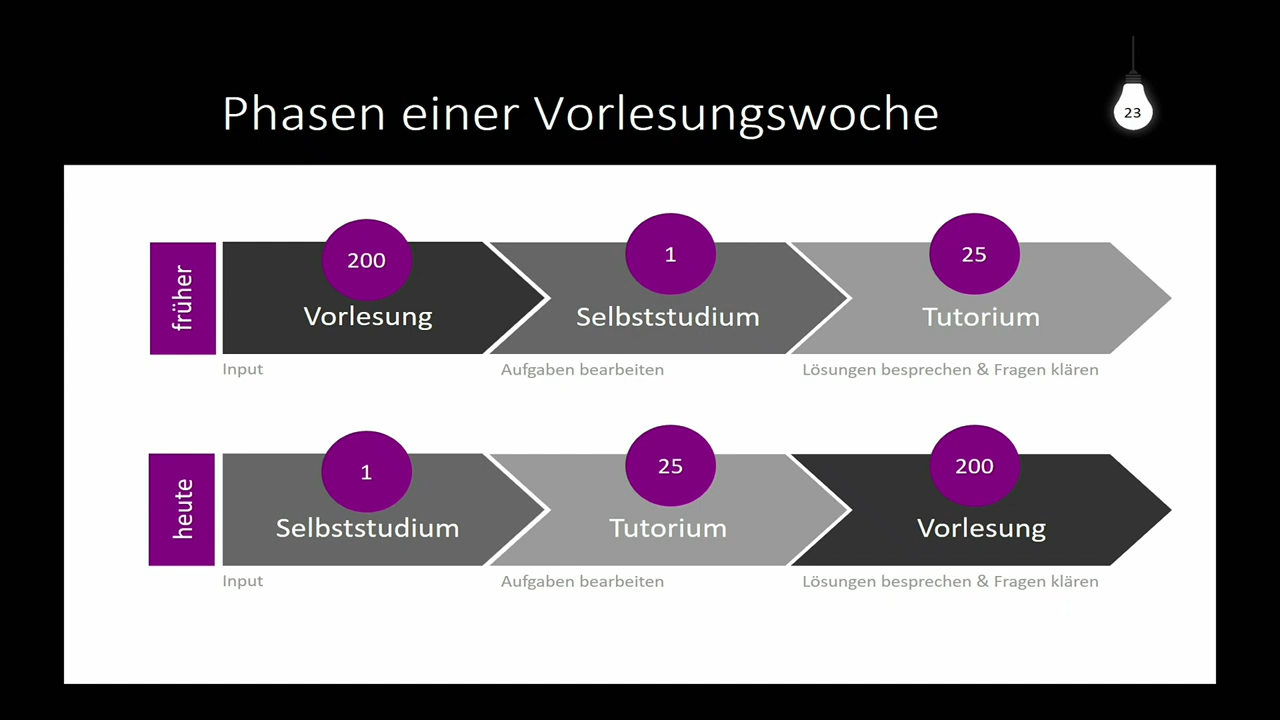 Phasen einer Vorlesungswoche
23
früher
200
Vorlesung
Input
1
Selbststudium
Aufgaben bearbeiten
25
Tutorium
Lösungen besprechen & Fragen klären
heute
1
Selbststudium
Input
25
Tutorium
Aufgaben bearbeiten
200
Vorlesung
Lösungen besprechen & Fragen klären